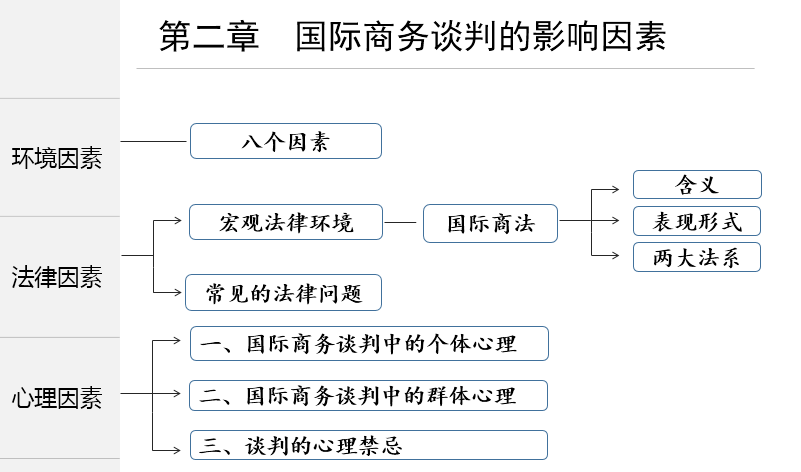 第二章　国际商务谈判的影响因素
环境因素
八个因素
法律因素
宏观法律环境
国际商法
含义
表现形式
两大法系
常见的法律问题
心理因素
一、国际商务谈判中的个体心理
二、国际商务谈判中的群体心理
三、谈判的心理禁忌